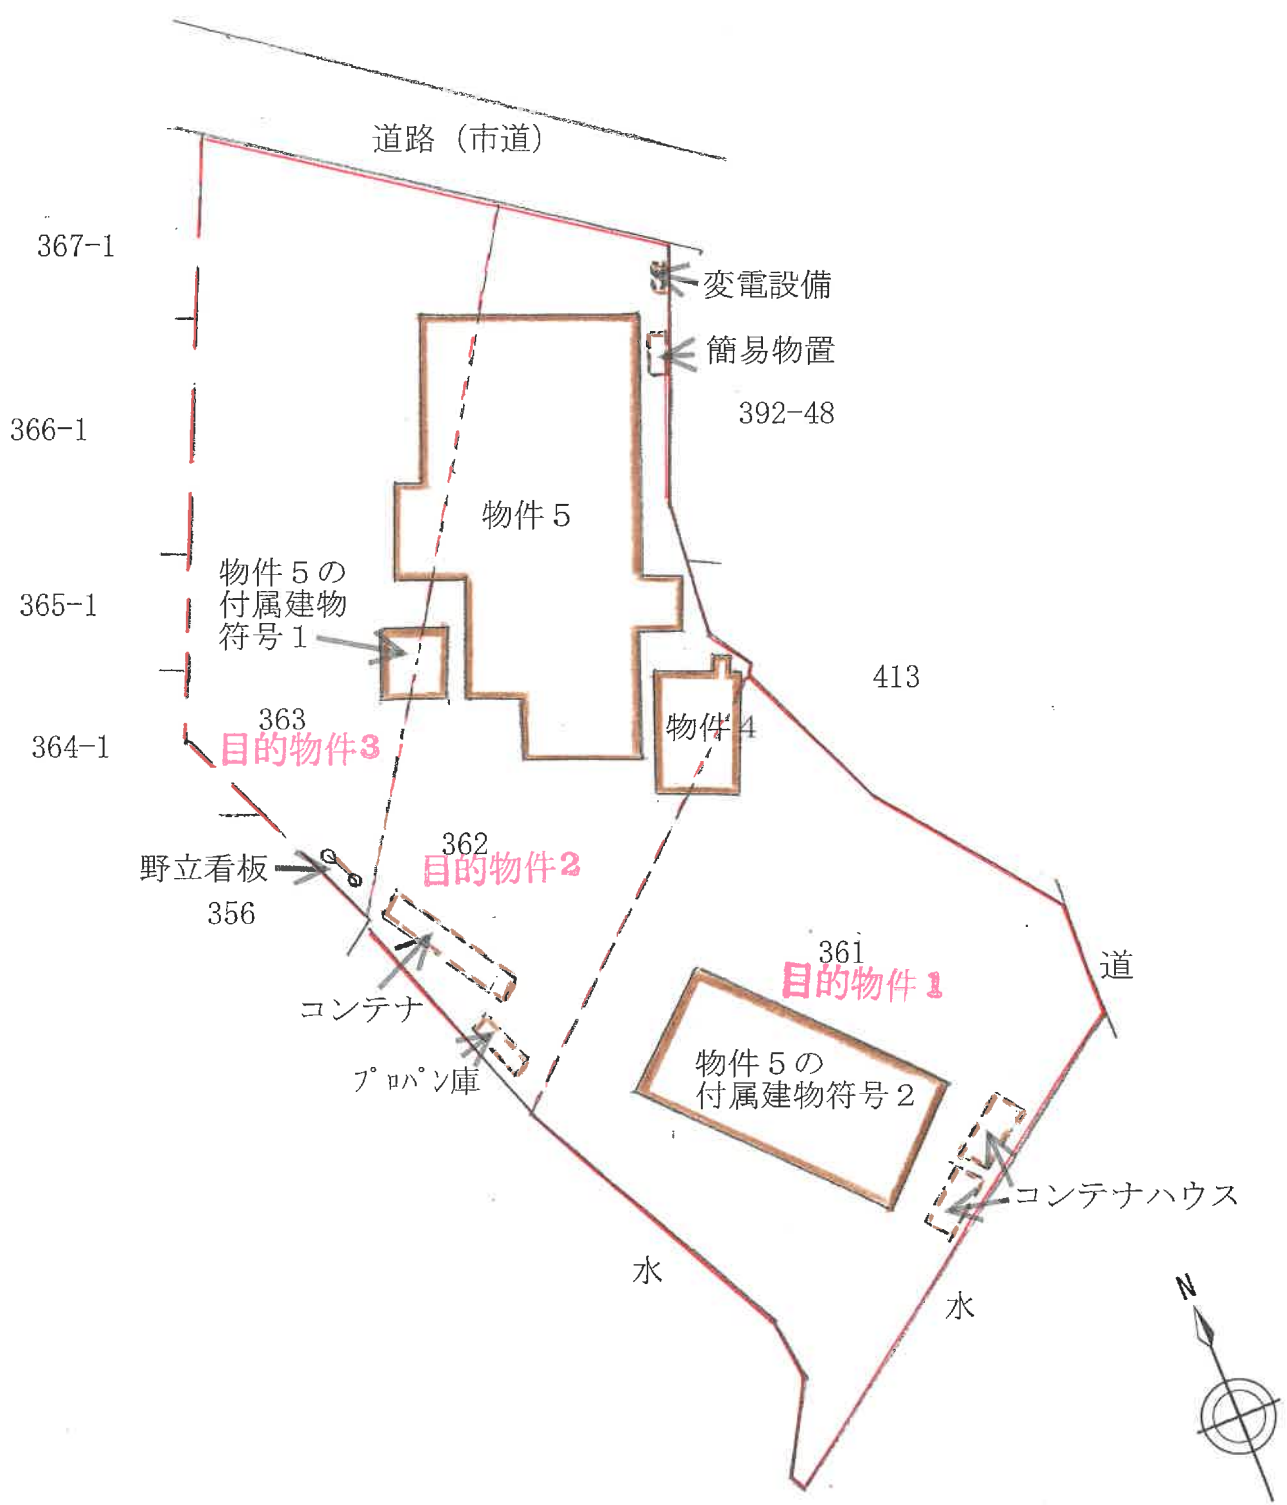 道路（市道）
367-1
変電設備
簡易物置
392-48
366-1
物件５
物件５の
付属建物
符号１
365-1
413
363
目的物件3
物件４
364-1
362
目的物件2
野立看板
356
361
目的物件1
道
コンテナ
物件５の
付属建物符号２
ﾌﾟﾛﾊﾟﾝ庫
コンテナハウス
水
水
N